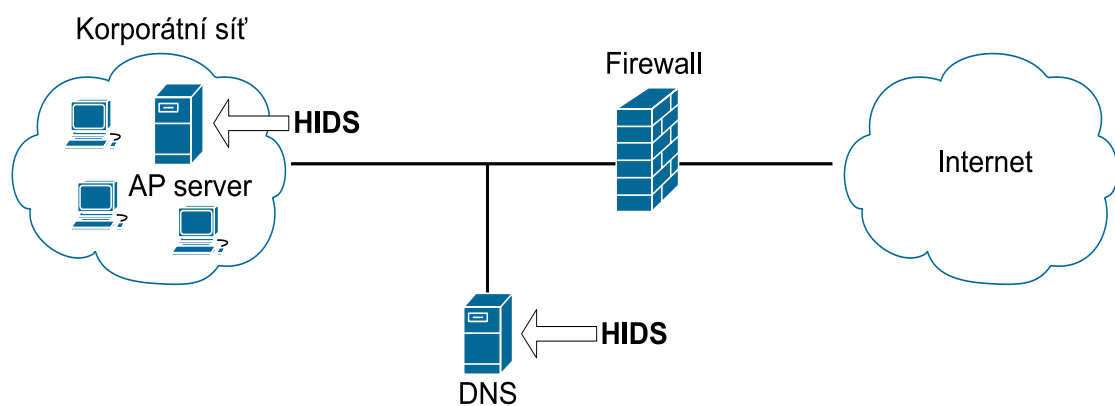 Korporátní síť
Firewall
HIDS
AP server
Internet
HIDS
DNS